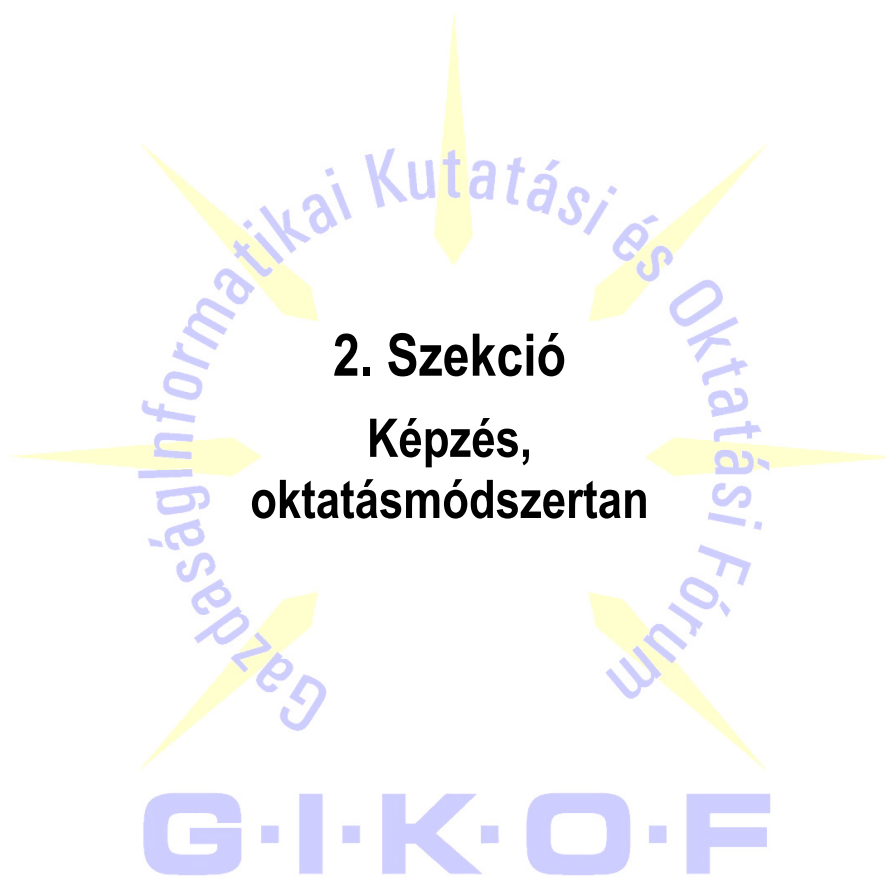 GazdaságInformatikai Kutatási és Oktatási Fórum
2. Szekció
Képzés,
oktatásmódszertan
G·I·K·O·F